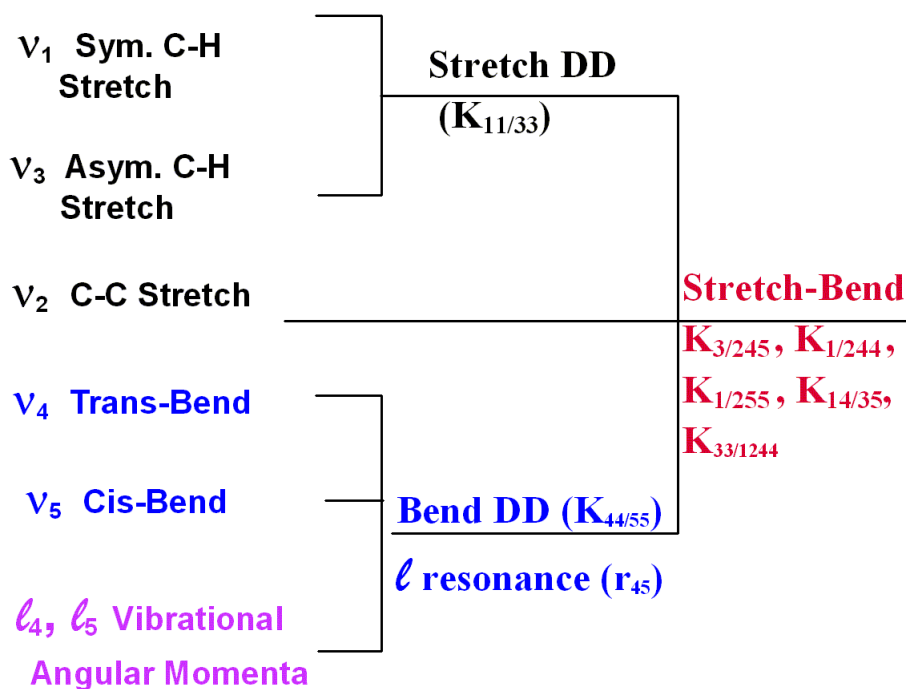 ν₁ Sym. C-H
Stretch
ν₃ Asym. C-H
Stretch
ν₂ C-C Stretch
ν₄ Trans-Bend
ν₅ Cis-Bend
ℓ₄, ℓ₅ Vibrational
Angular Momenta
Stretch DD
(K₁₁/₃₃)
Bend DD (K₄₄/₅₅)
ℓ resonance (r₄₅)
Stretch-Bend
K₃/₂₄₅, K₁/₂₄₄,
K₁/₂₅₅, K₁₄/₃₅,
K₃₃/₁₂₄₄